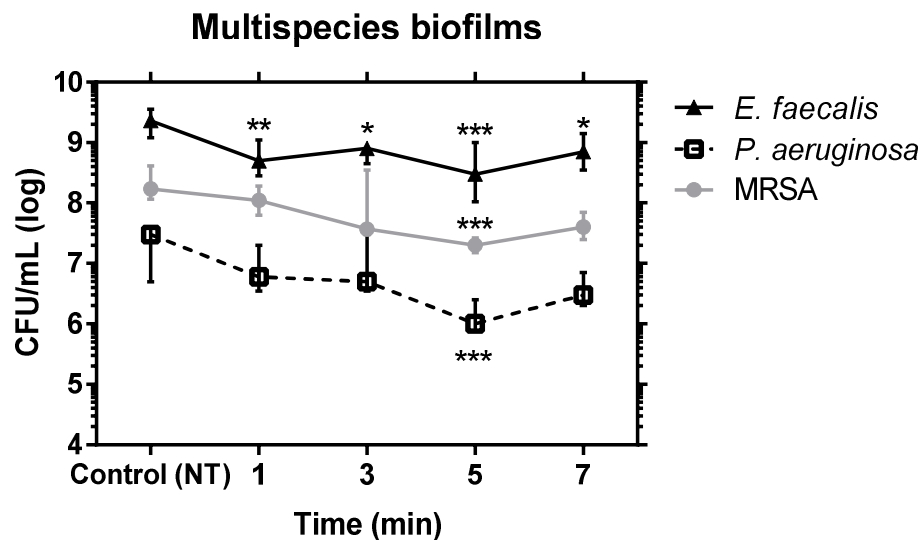 Multispecies biofilms
CFU/mL (log)
10
9
8
7
6
5
4
** * *** *
***
***
Control (NT) 1 3 5 7
Time (min)
E. faecalis
P. aeruginosa
MRSA